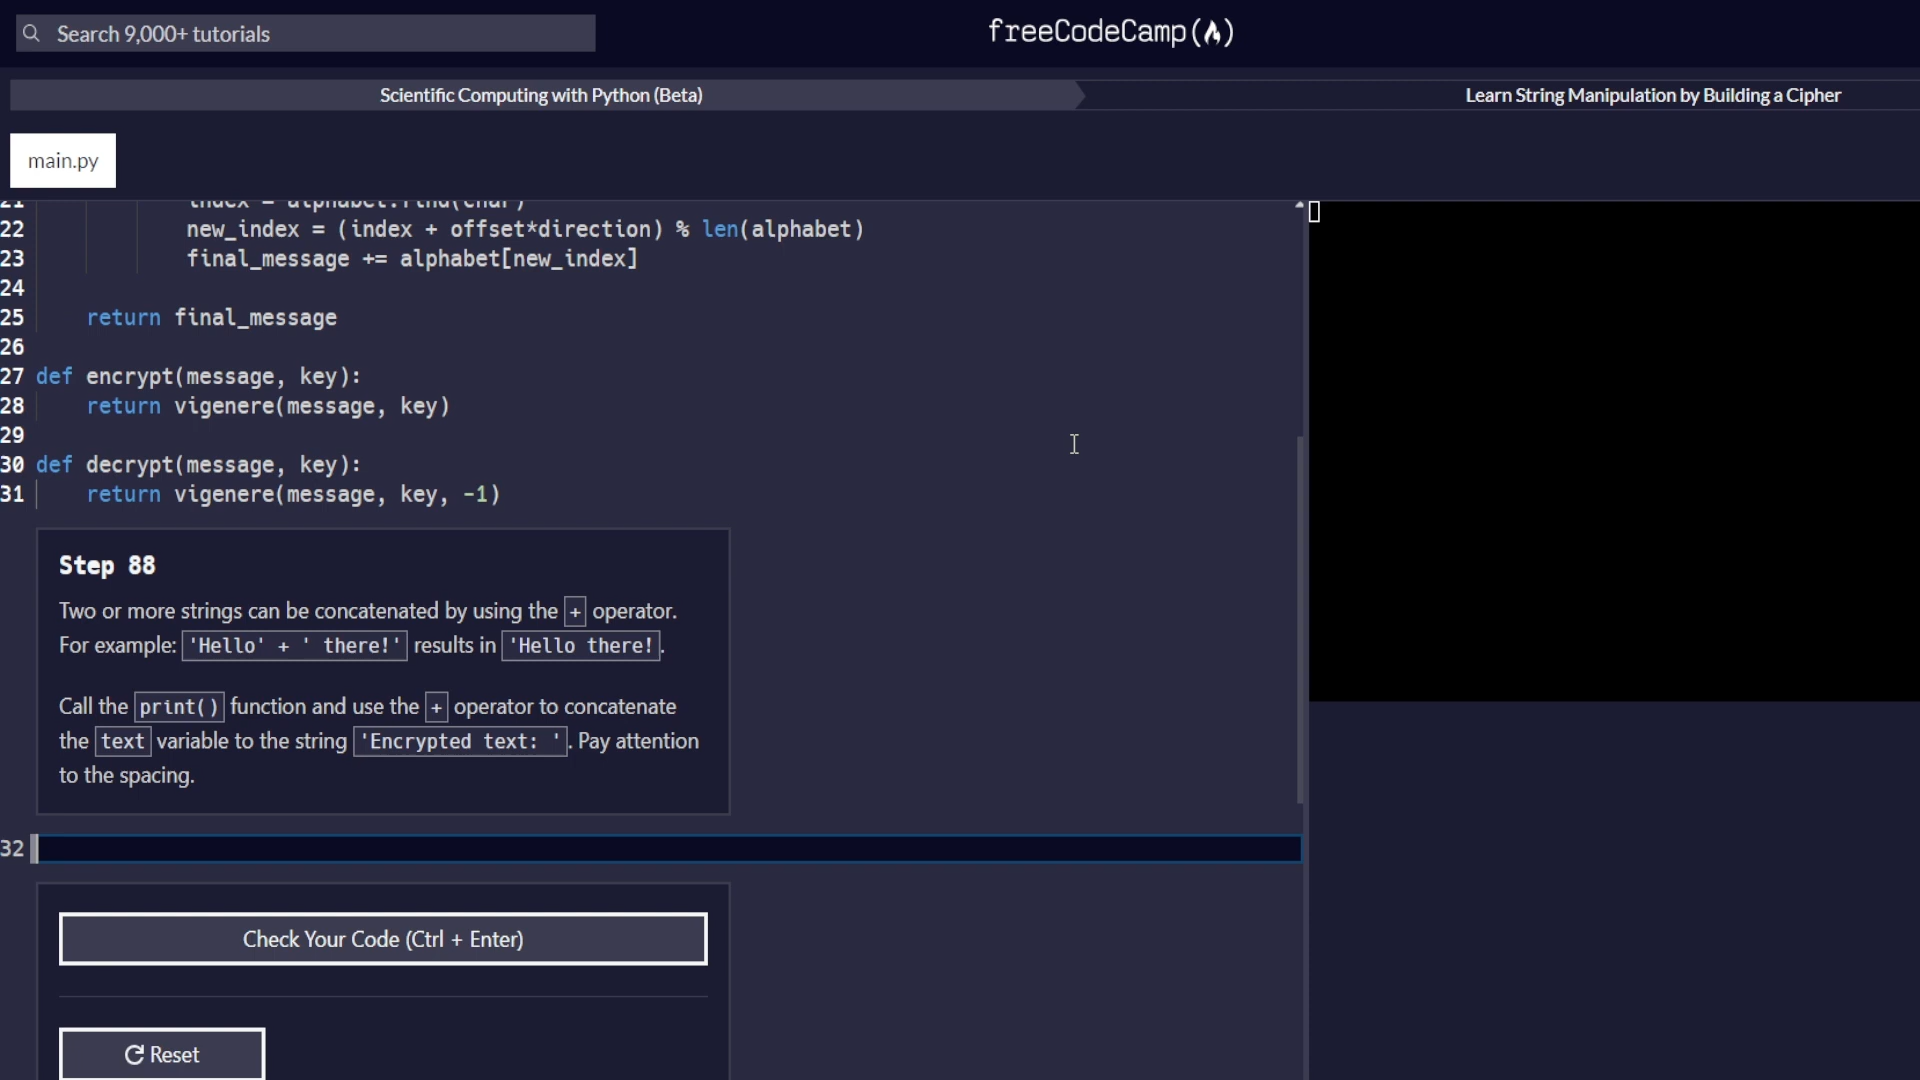 Search 9,000+ tutorials
freeCodeCamp(🔥)
Scientific Computing with Python (Beta)
Learn String Manipulation by Building a Cipher
main.py
21 index = alphabet.find(char)
22 new_index = (index + offset*direction) % len(alphabet)
23 final_message += alphabet[new_index]
24
25 return final_message
26
27 def encrypt(message, key):
28 return vigenere(message, key)
29
30 def decrypt(message, key):
31 return vigenere(message, key, -1)
Step 88
Two or more strings can be concatenated by using the + operator.
For example: 'Hello' + ' there!' results in 'Hello there!.
Call the print() function and use the + operator to concatenate
the text variable to the string 'Encrypted text: '. Pay attention
to the spacing.
32
Check Your Code (Ctrl + Enter)
Reset